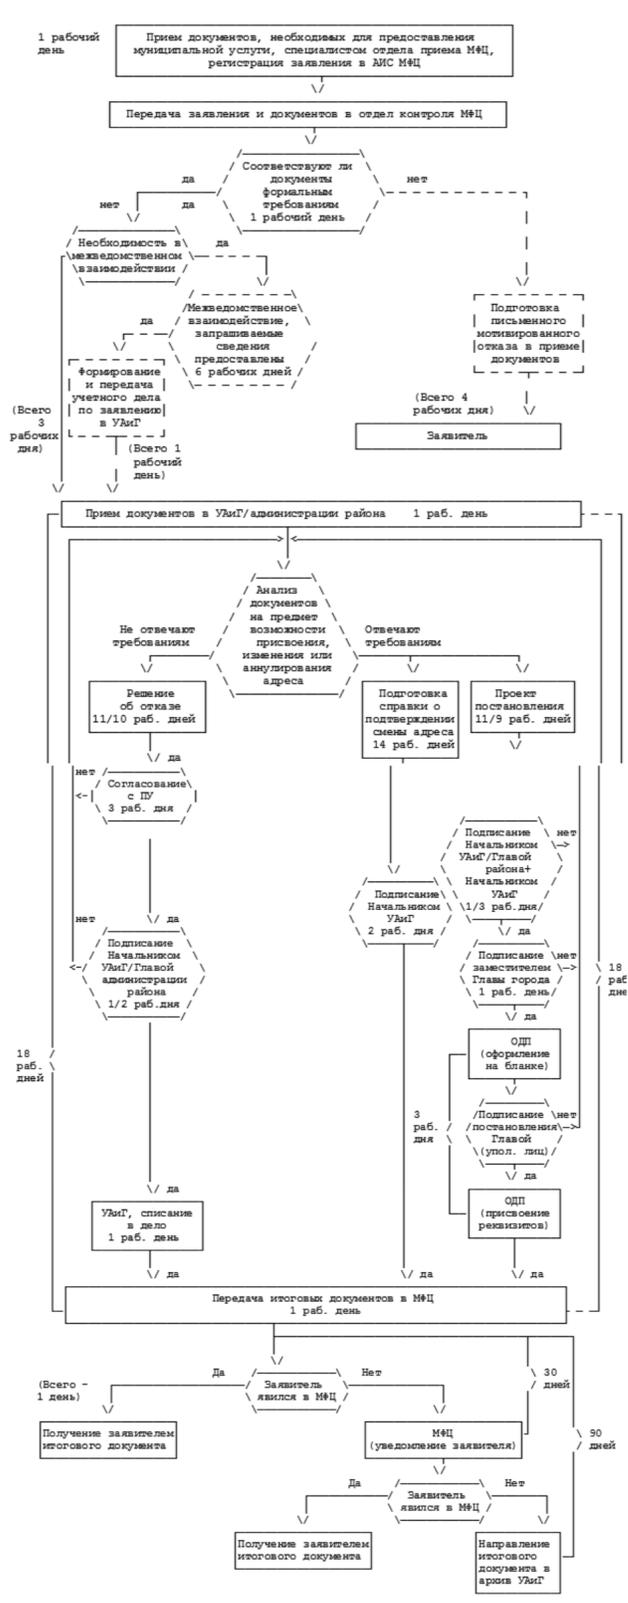 1 рабочий
день
Прием документов, необходимых для предоставления
муниципальной услуги, специалистом отдела приема МФЦ,
регистрация заявления в АИС МФЦ
Передача заявления и документов в отдел контроля МФЦ
Соответствуют ли
документы
формальным
требованиям
1 рабочий день
да
да
нет
нет
Необходимость в
межведомственном
взаимодействии
да
Межведомственное
взаимодействие,
запрашиваемые
сведения
предоставлены
6 рабочих дней
да
Подготовка
письменного
мотивированного
отказа в приеме
документов
Формирование
и передача
учетного дела
по заявлению
в УАиГ
(Всего
3
рабочих
дня)
(Всего 1
рабочий
день)
(Всего 4
рабочих дня)
Заявитель
Прием документов в УАиГ/администрации района 1 раб. день
Анализ
документов
на предмет
возможности
присвоения,
изменения или
аннулирования
адреса
Не отвечают
требованиям
Отвечают
требованиям
Решение
об отказе
11/10 раб. дней
Подготовка
справки о
подтверждении
смены адреса
14 раб. дней
Проект
постановления
11/9 раб. дней
да
нет
Согласование
с ПУ
3 раб. дня
Подписание
Начальником
УАиГ/Главой
района+
Начальником
УАиГ
1/3 раб.дня
нет
Подписание
Начальником
УАиГ
2 раб. дня
да
нет
да
Подписание
Начальником
УАиГ/Главой
администрации
района
1/2 раб.дня
Подписание
заместителем
Главы города
1 раб. день
нет
да
18
раб
дне
18
раб.
дней
ОДП
(оформление
на бланке)
3
раб.
дня
Подписание
постановления
Главой
(упол. лиц)
нет
да
да
УАиГ, списание
в дело
1 раб. день
ОДП
(присвоение
реквизитов)
да
да
да
Передача итоговых документов в МФЦ
1 раб. день
(Всего -
1 день)
Да
Заявитель
явился в МФЦ
Нет
30
дней
Получение заявителем
итогового документа
МФЦ
(уведомление заявителя)
90
дней
Да
Заявитель
явился в МФЦ
Нет
Получение заявителем
итогового документа
Направление
итогового
документа в
архив УАиГ